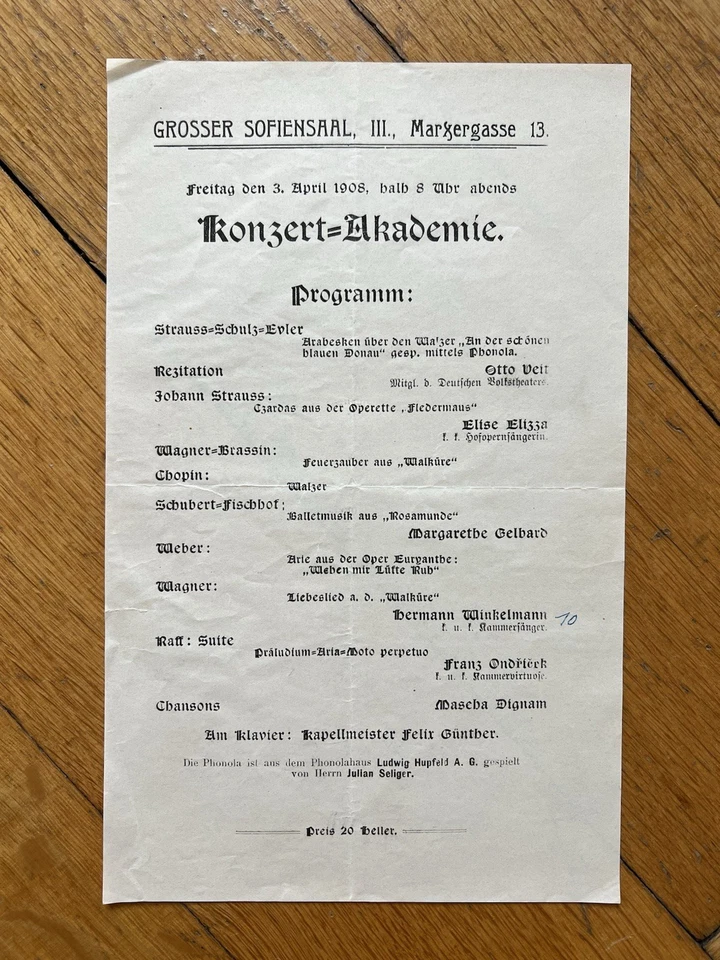 GROSSER SOFIENSAAL, III., Marxergasse 13.
Freitag den 3. April 1908, halb 8 Uhr abends
Konzert=Akademie.
Programm:
Strauss=Schulz=Evler
Arabesken über den Walzer „An der schönen
blauen Donau“ gesp. mittels Phonola.
Rezitation Otto Veit
Mitgl. d. Deutschen Volkstheaters.
Johann Strauss:
Czardas aus der Operette „Fledermaus“
Elise Elizza
k. k. Hofopernsängerin.
Wagner=Brassin:
Feuerzauber aus „Walküre“
Chopin:
Walzer
Schubert=Fischhof:
Balletmusik aus „Rosamunde“
Margarethe Gelbard
Weber:
Arie aus der Oper Euryanthe:
„Wehen mir Lüfte Ruh“
Wagner:
Liebeslied a. d. „Walküre“
Hermann Winkelmann 10
k. u. k. Kammersänger.
Raff: Suite
Präludium=Aria=Moto perpetuo
Franz Ondřiček
k. u. k. Kammervirtuose.
Chansons Mascha Dignam
Am Klavier: Kapellmeister Felix Günther.
Die Phonola ist aus dem Phonolahaus Ludwig Hupfeld A. G. gespielt
von Herrn Julian Seliger.
Preis 20 Heller.